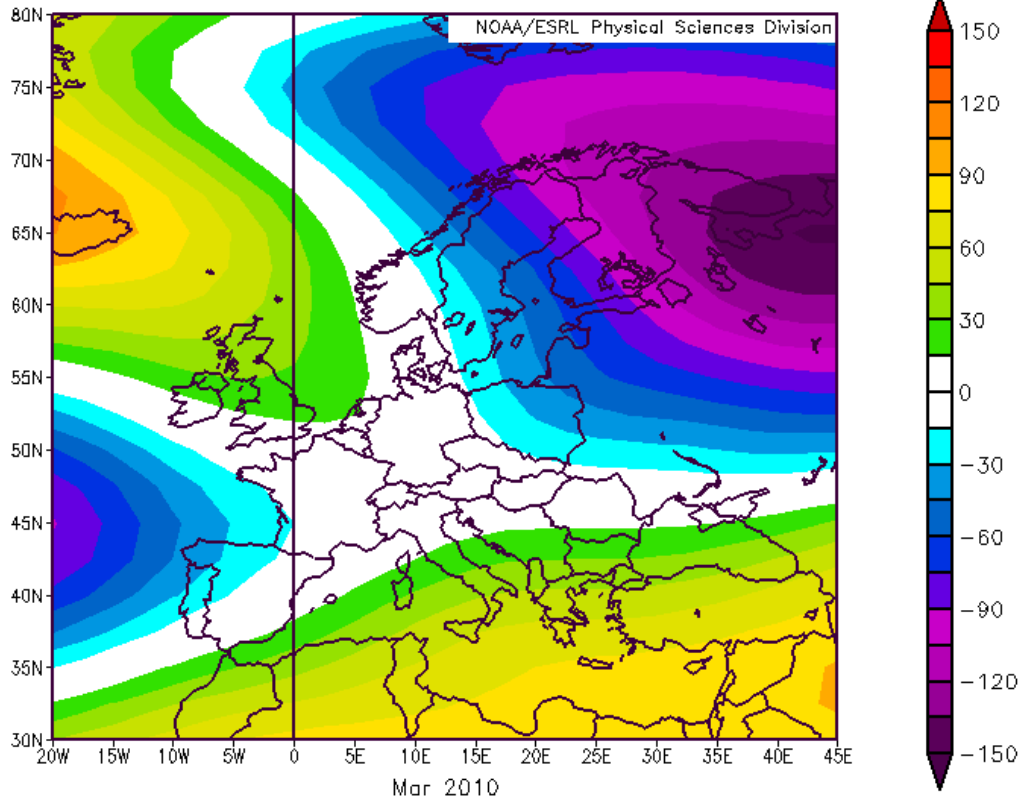 80N
NOAA/ESRL Physical Sciences Division
75N
70N
65N
60N
55N
50N
45N
40N
35N
30N
20W 15W 10W 5W 0 5E 10E 15E 20E 25E 30E 35E 40E 45E
Mar 2010
150
120
90
60
30
0
−30
−60
−90
−120
−150